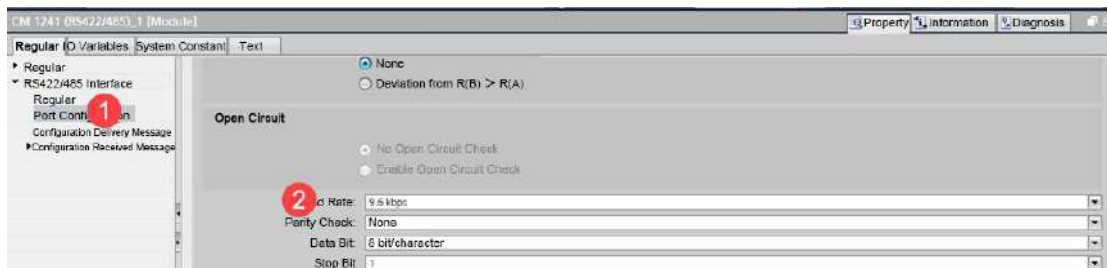 CM 1241 (RS422/485)_1 [Module]
Property Information Diagnosis
Regular IO Variables System Constant Text
Regular
RS422/485 Interface
Regular
Port
1
Configuration Delivery Message
Configuration Received Message
None
Deviation from R(B) > R(A)
Open Circuit
No Open Circuit Check
Enable Open Circuit Check
2
Rate: 9.6 kbps
Parity Check: None
Data Bit: 8 bit/character
Stop Bit 1